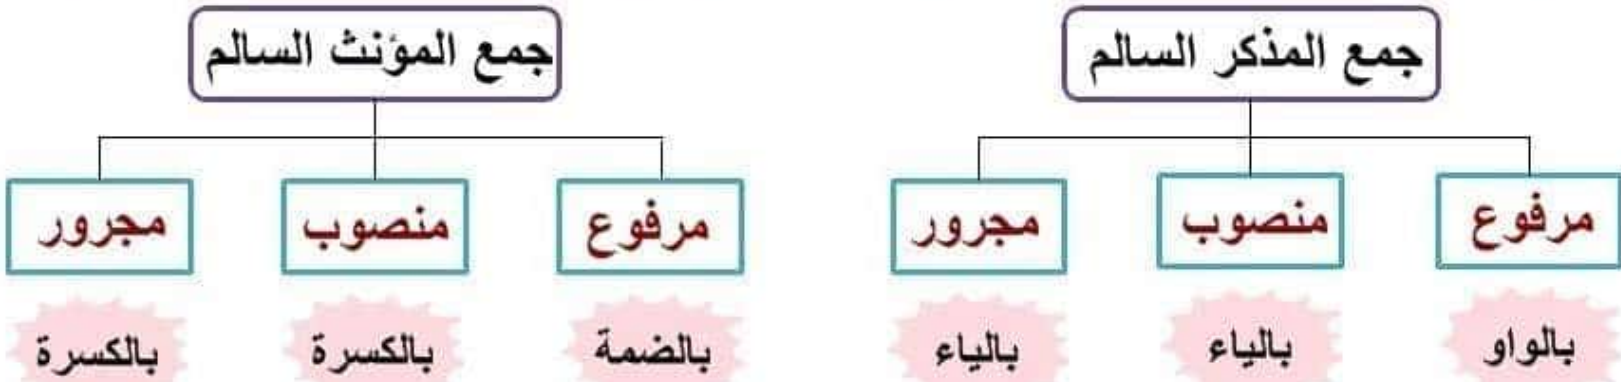 جمع المذكر السالم
جمع المؤنث السالم
مرفوع
منصوب
مجرور
مرفوع
منصوب
مجرور
بالواو
بالياء
بالياء
بالضمة
بالكسرة
بالكسرة